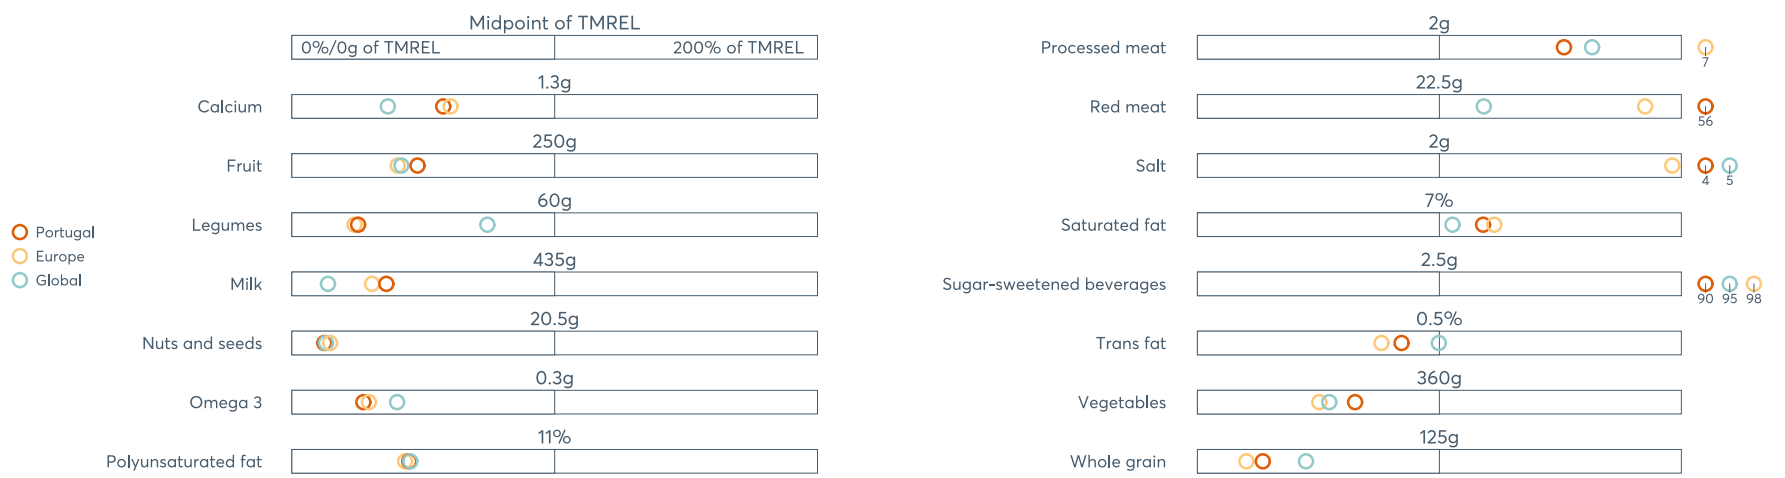 Midpoint of TMREL
0%/0g of TMREL 200% of TMREL
1.3g
Calcium
250g
Fruit
60g
Legumes
435g
Milk
20.5g
Nuts and seeds
0.3g
Omega 3
11%
Polyunsaturated fat
Portugal
Europe
Global
2g
Processed meat
7
22.5g
Red meat
56
2g
Salt
4 5
7%
Saturated fat
2.5g
Sugar-sweetened beverages
90 95 98
0.5%
Trans fat
360g
Vegetables
125g
Whole grain